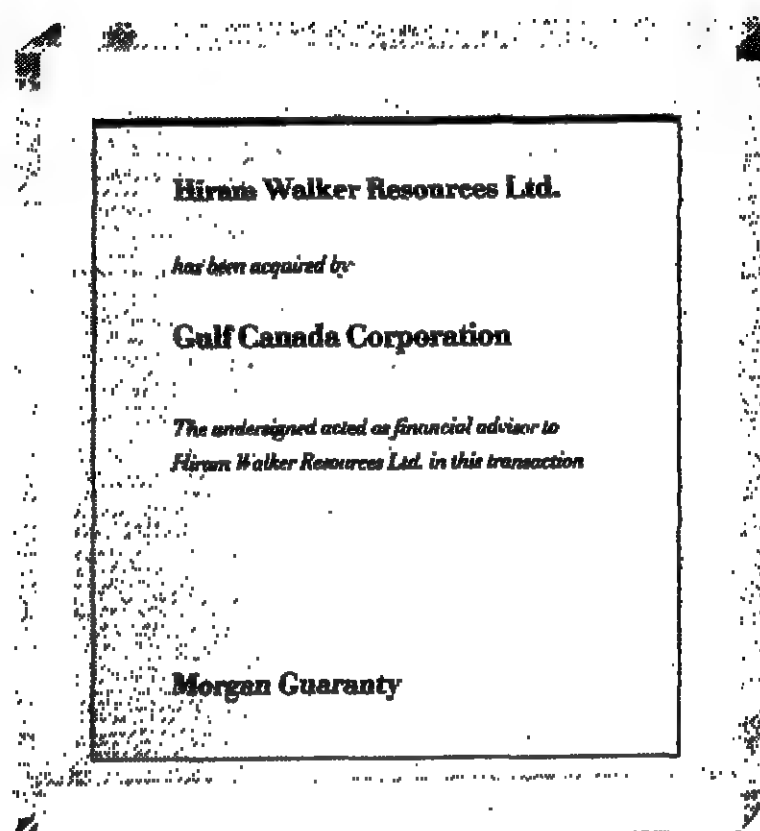 Hiram Walker Resources Ltd.
has been acquired by
Gulf Canada Corporation
The undersigned acted as financial advisor to
Hiram Walker Resources Ltd. in this transaction
Morgan Guaranty